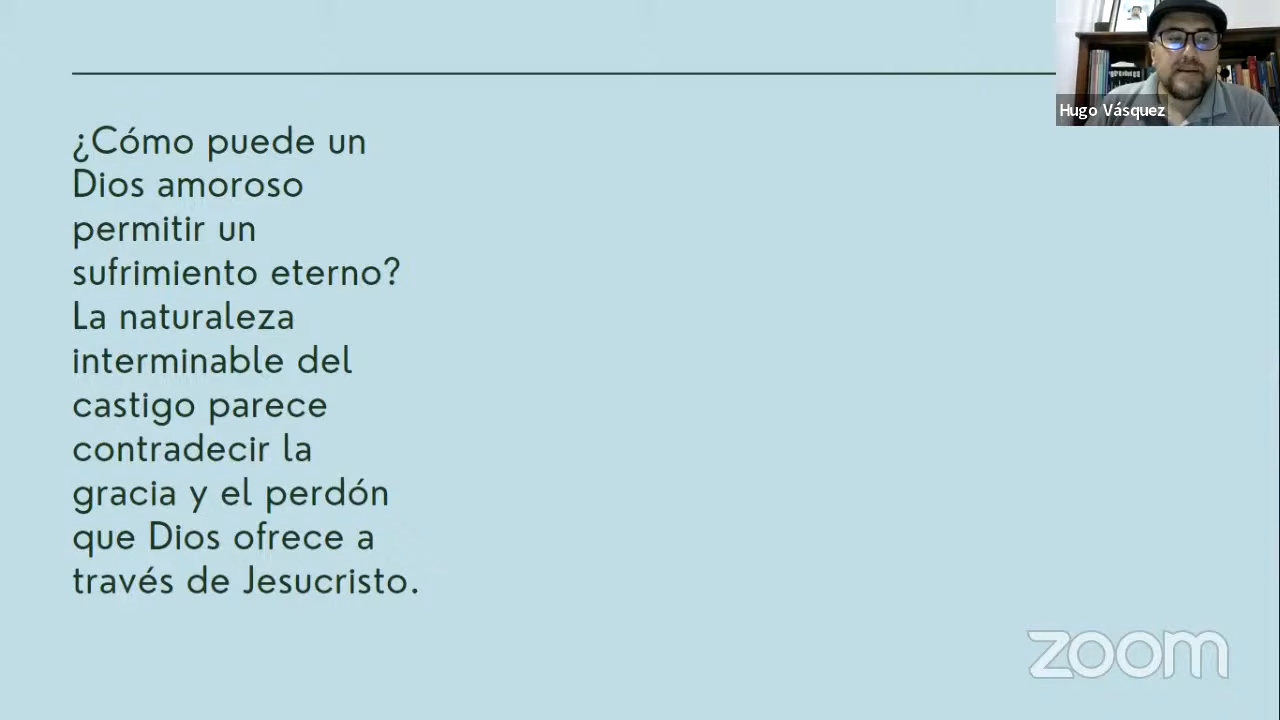 ¿Cómo puede un
Dios amoroso
permitir un
sufrimiento eterno?
La naturaleza
interminable del
castigo parece
contradecir la
gracia y el perdón
que Dios ofrece a
través de Jesucristo.
Hugo Vásquez
zoom